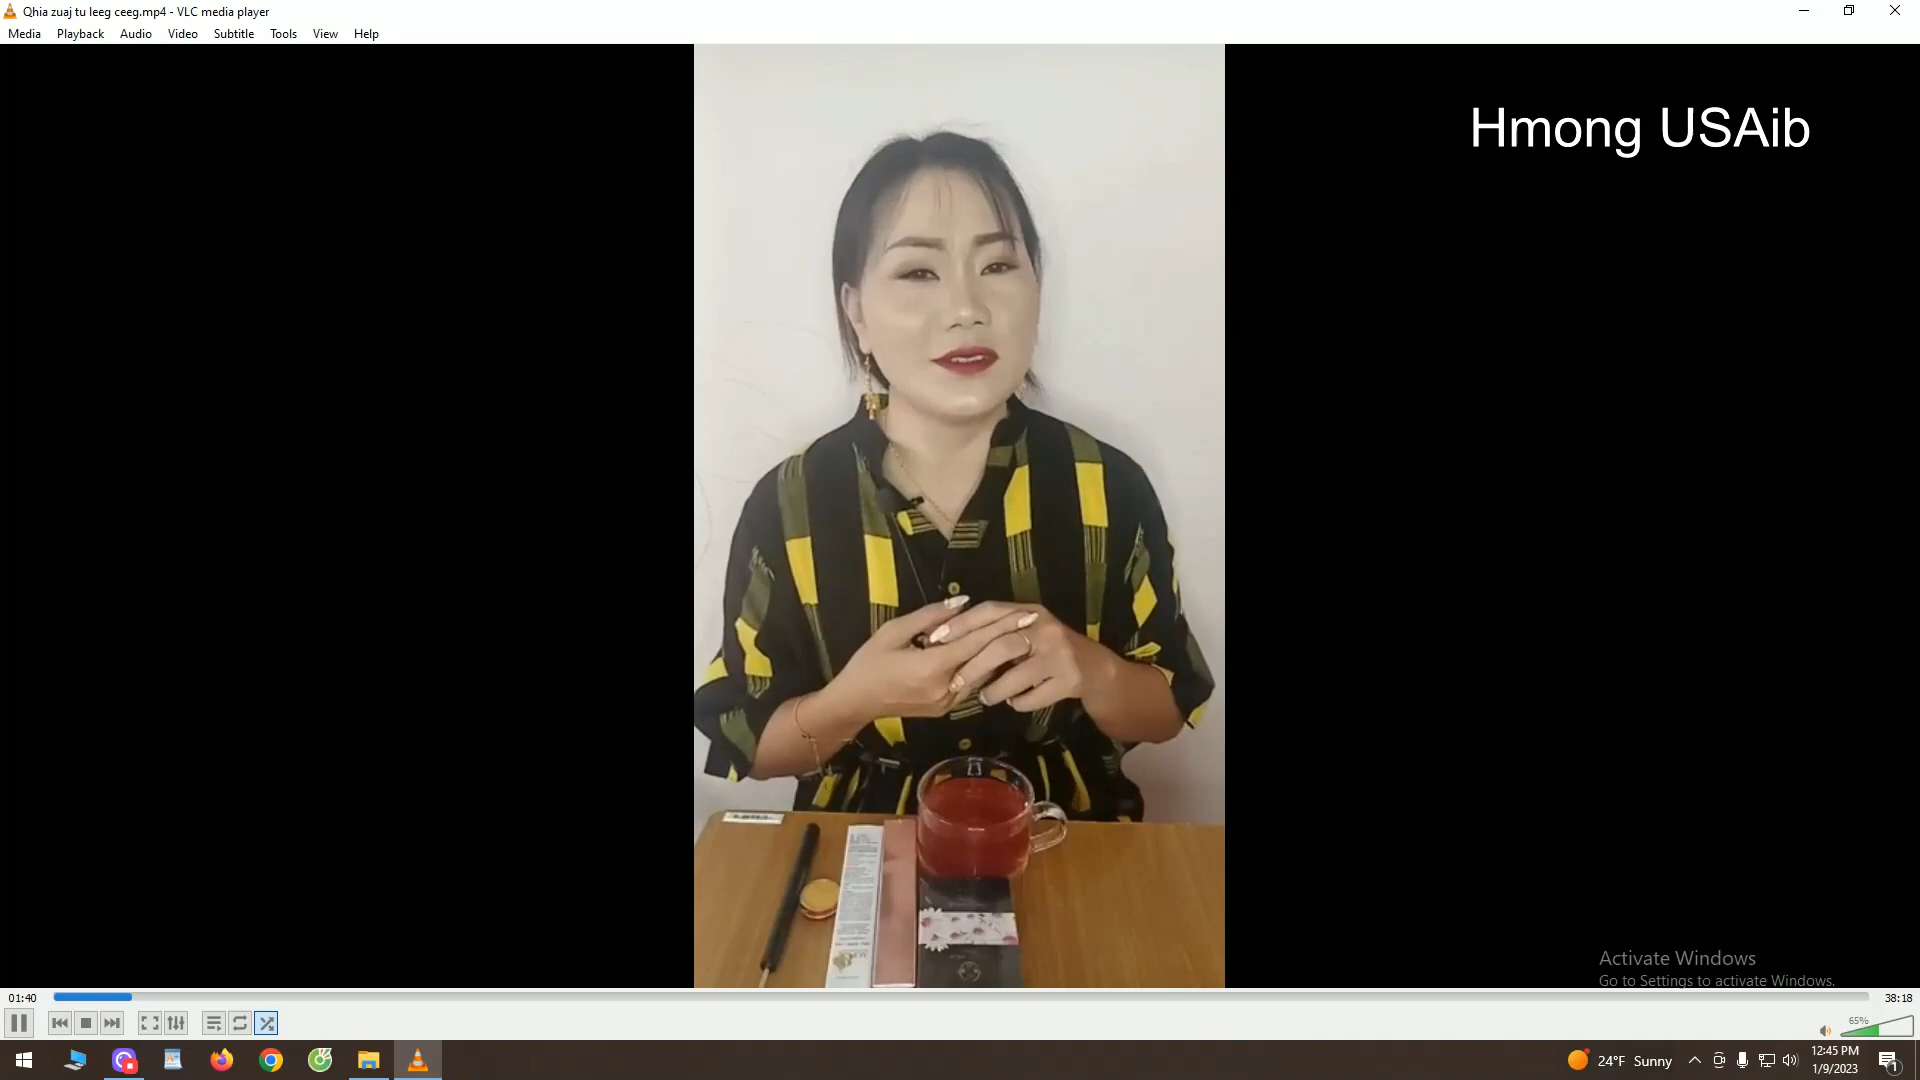 Qhia zuaj tu leeg ceeg.mp4 - VLC media player
Media Playback Audio Video Subtitle Tools View Help
Hmong USAib
Activate Windows
Go to Settings to activate Windows.
01:40
38:18
65%
24°F Sunny
12:45 PM
1/9/2023
1